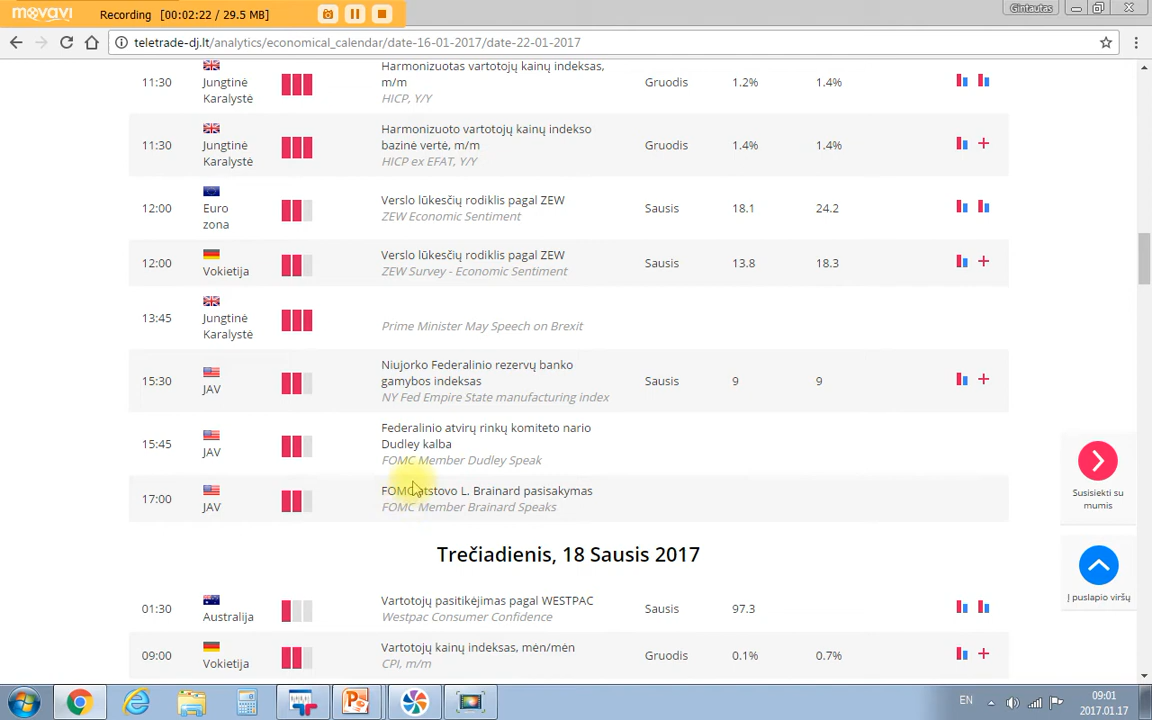 movavi
Recording [00:02:22 / 29.5 MB]
Gintautas
teletrade-dj.lt/analytics/economical_calendar/date-16-01-2017/date-22-01-2017
11:30
Jungtinė
Karalystė
Harmonizuotas vartotojų kainų indeksas,
m/m
HICP, Y/Y
Gruodis
1.2%
1.4%
11:30
Jungtinė
Karalystė
Harmonizuoto vartotojų kainų indekso
bazinė vertė, m/m
HICP ex EFAT, Y/Y
Gruodis
1.4%
1.4%
12:00
Euro
zona
Verslo lūkesčių rodiklis pagal ZEW
ZEW Economic Sentiment
Sausis
18.1
24.2
12:00
Vokietija
Verslo lūkesčių rodiklis pagal ZEW
ZEW Survey - Economic Sentiment
Sausis
13.8
18.3
13:45
Jungtinė
Karalystė
Prime Minister May Speech on Brexit
15:30
JAV
Niujorko Federalinio rezervų banko
gamybos indeksas
NY Fed Empire State manufacturing index
Sausis
9
9
15:45
JAV
Federalinio atvirų rinkų komiteto nario
Dudley kalba
FOMC Member Dudley Speak
17:00
JAV
FOMC atstovo L. Brainard pasisakymas
FOMC Member Brainard Speaks
Susisiekti su
mumis
Į puslapio viršų
Trečiadienis, 18 Sausis 2017
01:30
Australija
Vartotojų pasitikėjimas pagal WESTPAC
Westpac Consumer Confidence
Sausis
97.3
09:00
Vokietija
Vartotojų kainų indeksas, mėn/mėn
CPI, m/m
Gruodis
0.1%
0.7%
EN
09:01
2017.01.17